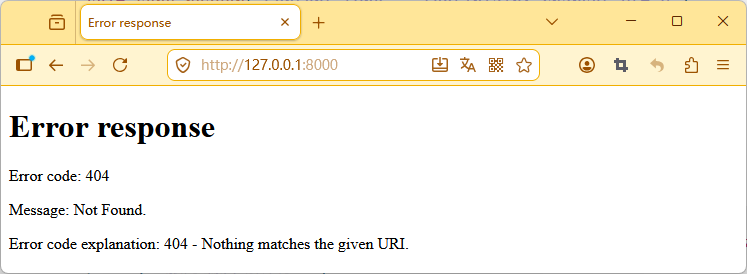 Error response
http://127.0.0.1:8000
Error response
Error code: 404
Message: Not Found.
Error code explanation: 404 - Nothing matches the given URI.